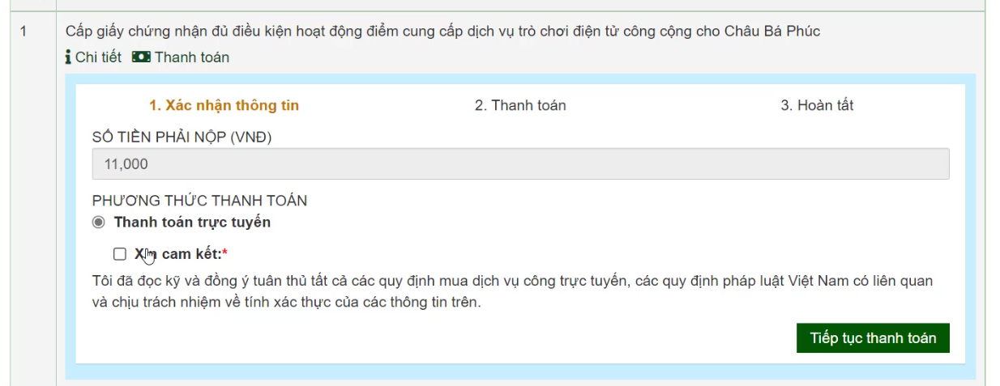 1
Cấp giấy chứng nhận đủ điều kiện hoạt động điểm cung cấp dịch vụ trò chơi điện tử công cộng cho Châu Bá Phúc
Chi tiết Thanh toán
1. Xác nhận thông tin 2. Thanh toán 3. Hoàn tất
SỐ TIỀN PHẢI NỘP (VNĐ)
11,000
PHƯƠNG THỨC THANH TOÁN
Thanh toán trực tuyến
cam kết:*
Tôi đã đọc kỹ và đồng ý tuân thủ tất cả các quy định mua dịch vụ công trực tuyến, các quy định pháp luật Việt Nam có liên quan
và chịu trách nhiệm về tính xác thực của các thông tin trên.
Tiếp tục thanh toán